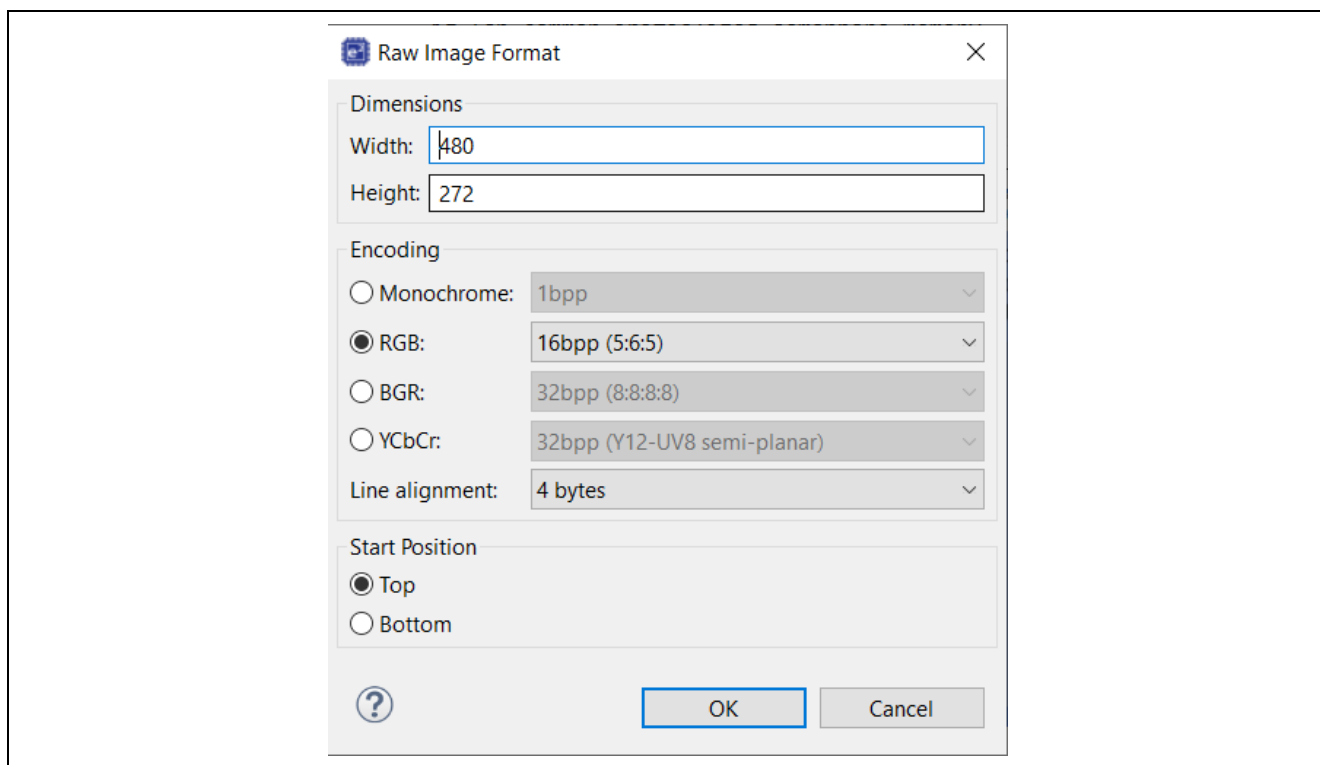 Raw Image Format
Dimensions
Width: 480
Height: 272
Encoding
Monochrome: 1bpp
RGB: 16bpp (5:6:5)
BGR: 32bpp (8:8:8:8)
YCbCr: 32bpp (Y12-UV8 semi-planar)
Line alignment: 4 bytes
Start Position
Top
Bottom
? OK Cancel